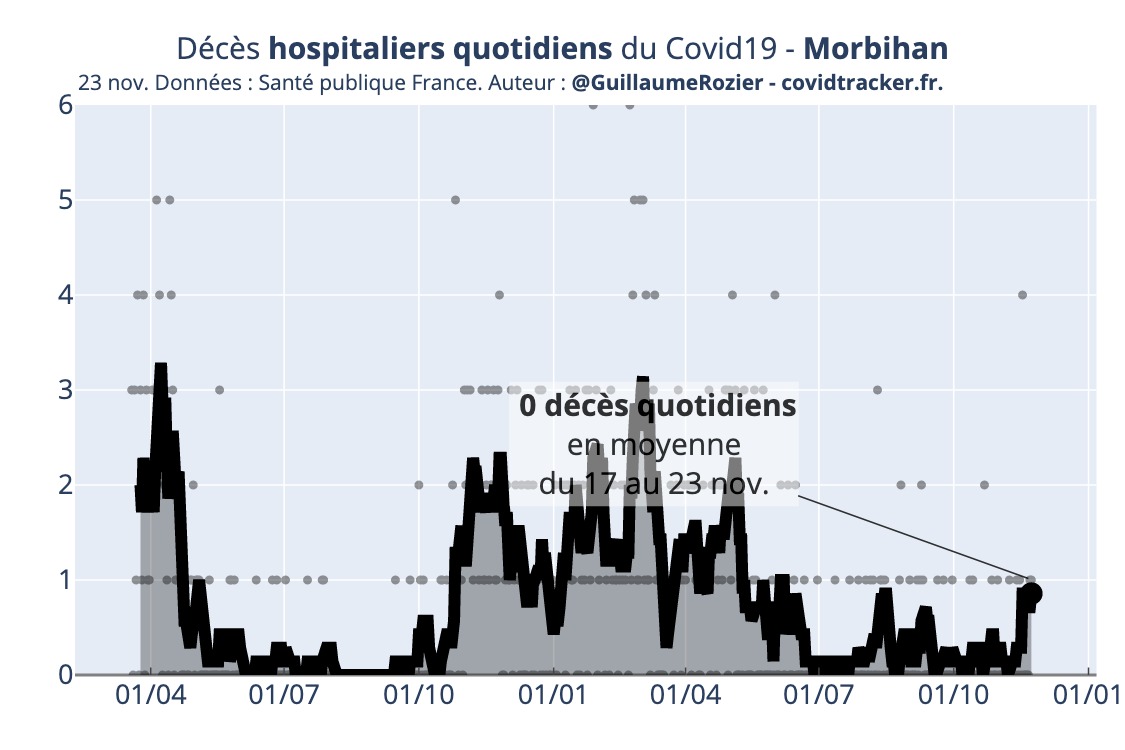 Décès hospitaliers quotidiens du Covid19 - Morbihan
23 nov. Données : Santé publique France. Auteur : @GuillaumeRozier - covidtracker.fr.
6
5
4
3
2
1
0
0 décès quotidiens
en moyenne
du 17 au 23 nov.
01/04 01/07 01/10 01/01 01/04 01/07 01/10 01/01